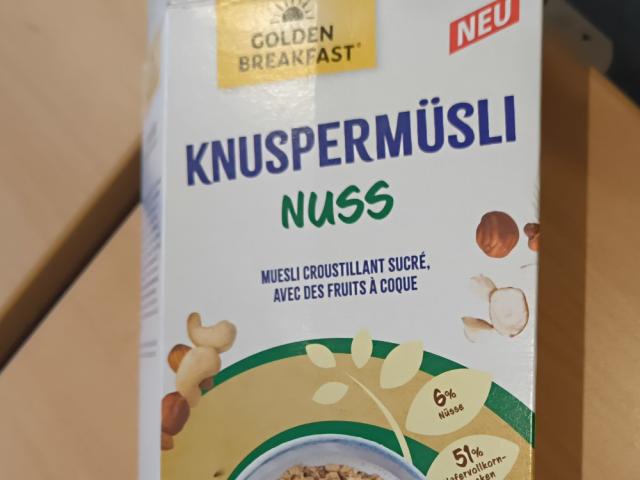 GOLDEN
BREAKFAST®
NEU
KNUSPERMÜSLI
NUSS
MUESLI CROUSTILLANT SUCRÉ,
AVEC DES FRUITS À COQUE
6%
Nüsse
51%